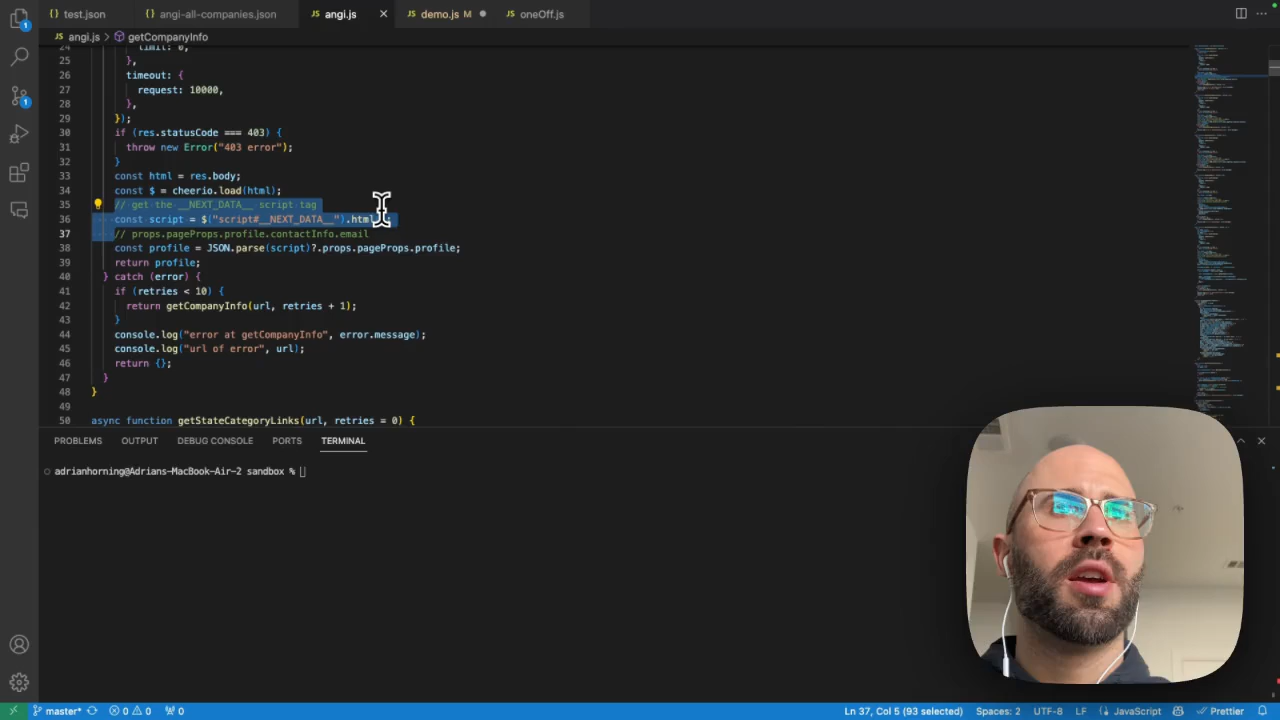 test.json angi-all-companies.json angi.js demo.js M oneOff.js
angi.js > getCompanyInfo
24 limit: 0,
25 },
26 timeout: {
27 request: 10000,
28 },
29 });
30 if (res.statusCode === 403) {
31 throw new Error("403 error");
32 }
33 const html = res.body;
34 const $ = cheerio.load(html);
35 // get the __NEXT_DATA__ script tag
36 const script = $("script#__NEXT_DATA__").html
37 // props.pageProps.profile.contactInfo.email
38 const profile = JSON.parse(script)?.props.pageProps.profile;
39 return profile;
40 } catch (error) {
41 if (retries < 10) {
42 return getCompanyInfo(url, retries + 1);
43 }
44 console.log("error at getCompanyInfo", error.message);
45 console.log("url of error", url);
46 return {};
47 }
48 }
49
50 async function getStateCategoryLinks(url, retries = 0) {
PROBLEMS OUTPUT DEBUG CONSOLE PORTS TERMINAL
adrianhorning@Adrians-MacBook-Air-2 sandbox %
1
1
master* 0 0 0 Ln 37, Col 5 (93 selected) Spaces: 2 UTF-8 LF JavaScript Prettier